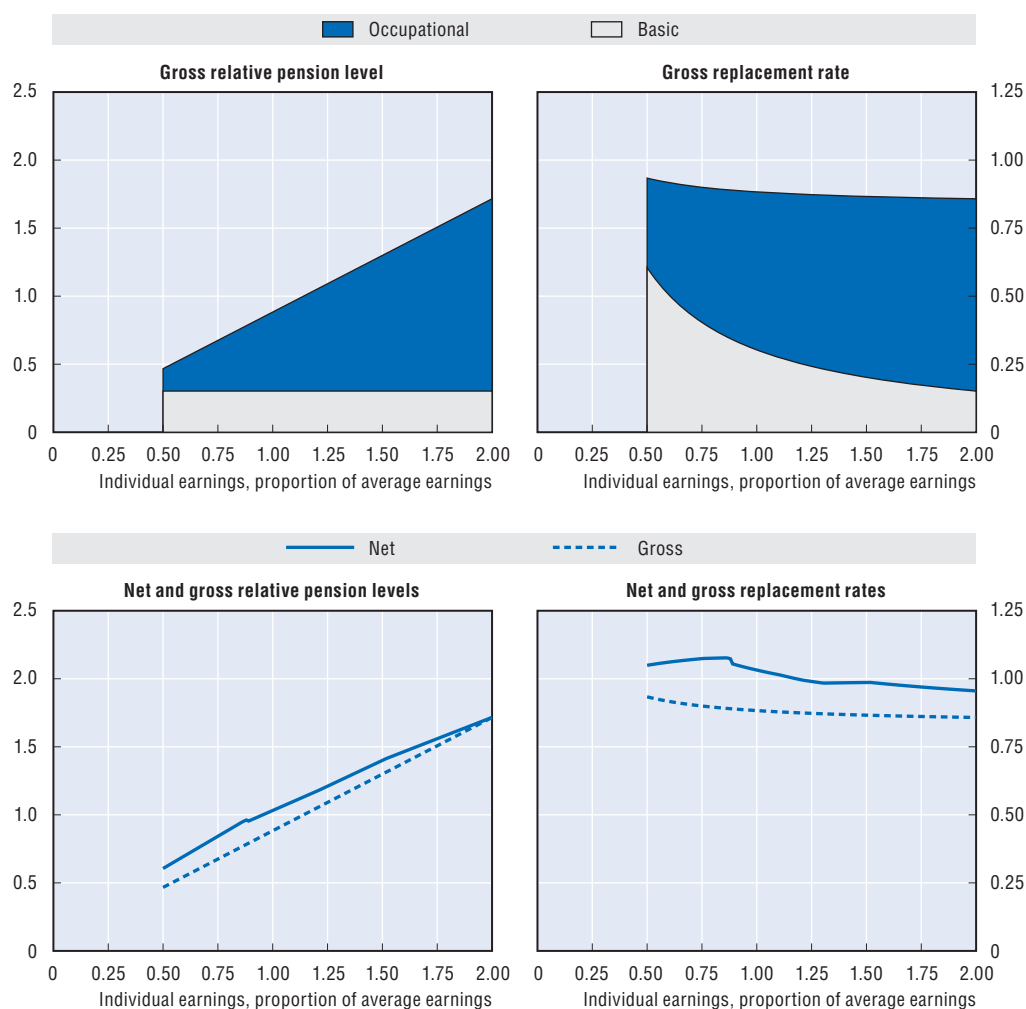 Occupational Basic
Gross relative pension level
2.5
2.0
1.5
1.0
0.5
0
0 0.25 0.50 0.75 1.00 1.25 1.50 1.75 2.00
Individual earnings, proportion of average earnings
Gross replacement rate
1.25
1.00
0.75
0.50
0.25
0
0 0.25 0.50 0.75 1.00 1.25 1.50 1.75 2.00
Individual earnings, proportion of average earnings
Net Gross
Net and gross relative pension levels
2.5
2.0
1.5
1.0
0.5
0
0 0.25 0.50 0.75 1.00 1.25 1.50 1.75 2.00
Individual earnings, proportion of average earnings
Net and gross replacement rates
1.25
1.00
0.75
0.50
0.25
0
0 0.25 0.50 0.75 1.00 1.25 1.50 1.75 2.00
Individual earnings, proportion of average earnings